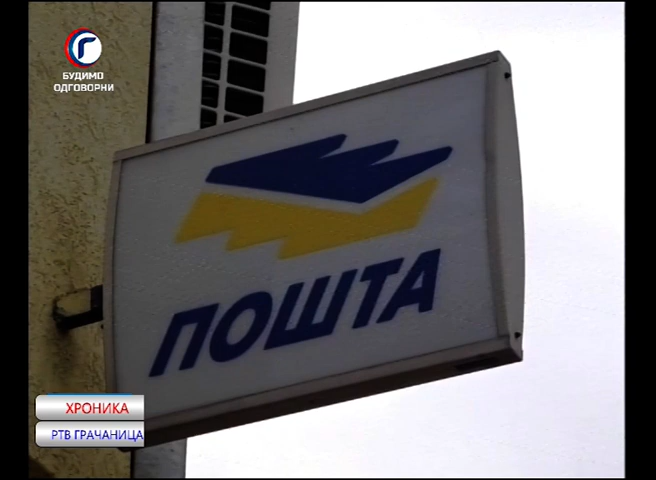 БУДИМО
ОДГОВОРНИ
ПОШТА
ХРОНИКА
РТВ ГРАЧАНИЦА